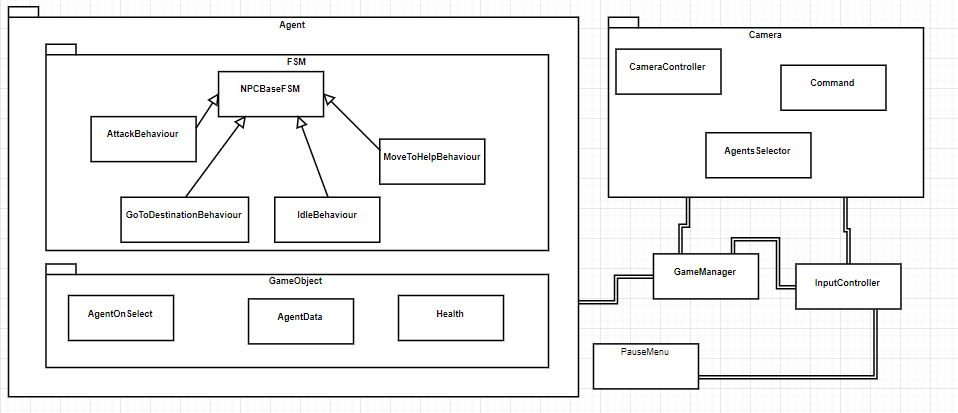 Agent
FSM
NPCBaseFSM
AttackBehaviour
MoveToHelpBehaviour
GoToDestinationBehaviour
IdleBehaviour
GameObject
AgentOnSelect
AgentData
Health
Camera
CameraController
Command
AgentsSelector
GameManager
InputController
PauseMenu